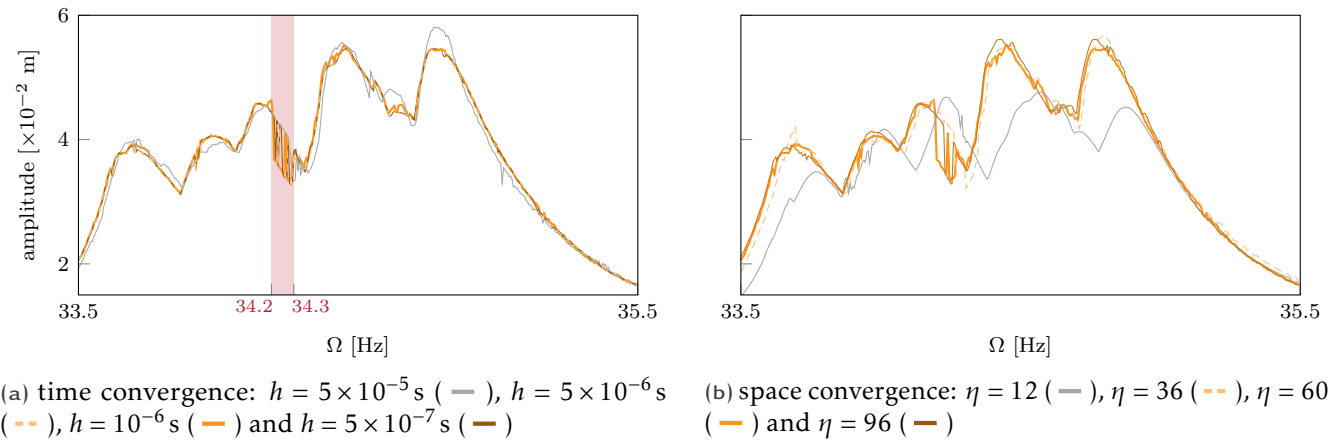 6
4
2
amplitude [×10⁻² m]
33.5
34.2
34.3
35.5
Ω [Hz]
33.5
35.5
Ω [Hz]
(a) time convergence: h = 5 × 10⁻⁵ s ( — ), h = 5 × 10⁻⁶ s
( -- ), h = 10⁻⁶ s ( — ) and h = 5 × 10⁻⁷ s ( — )
(b) space convergence: η = 12 ( — ), η = 36 ( -- ), η = 60
( — ) and η = 96 ( — )